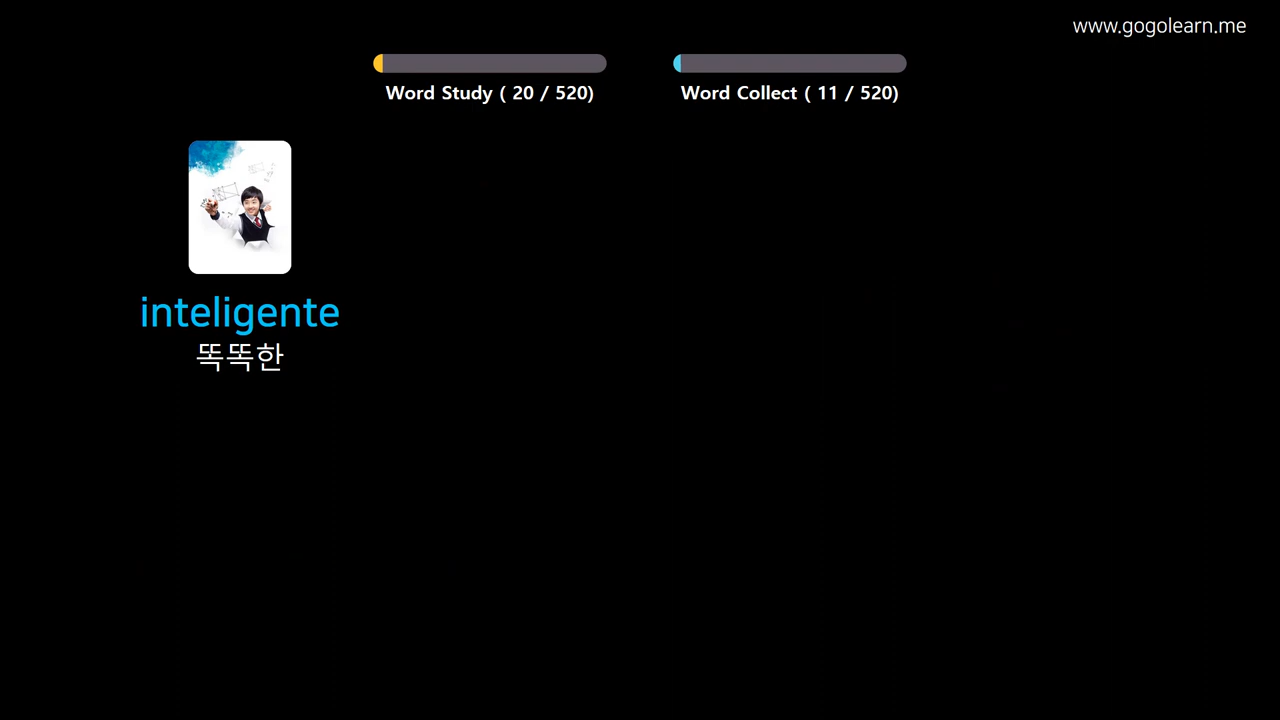 www.gogolearn.me
Word Study ( 20 / 520)
Word Collect ( 11 / 520)
inteligente
똑똑한